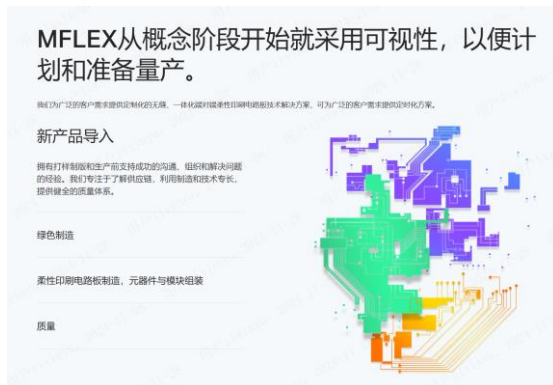 MFLEX从概念阶段开始就采用可视性，以便计
划和准备量产。
我们为广泛的客户需求提供定制化的无缝、一体化端对端柔性印刷电路板技术解决方案，可为广泛的客户需求提供定时化方案。
新产品导入
拥有打样制版和生产前支持成功的沟通、组织和解决问题
的经验。我们专注于了解供应链、利用制造和技术专长，
提供健全的质量体系。
绿色制造
柔性印刷电路板制造、元器件与模块组装
质量